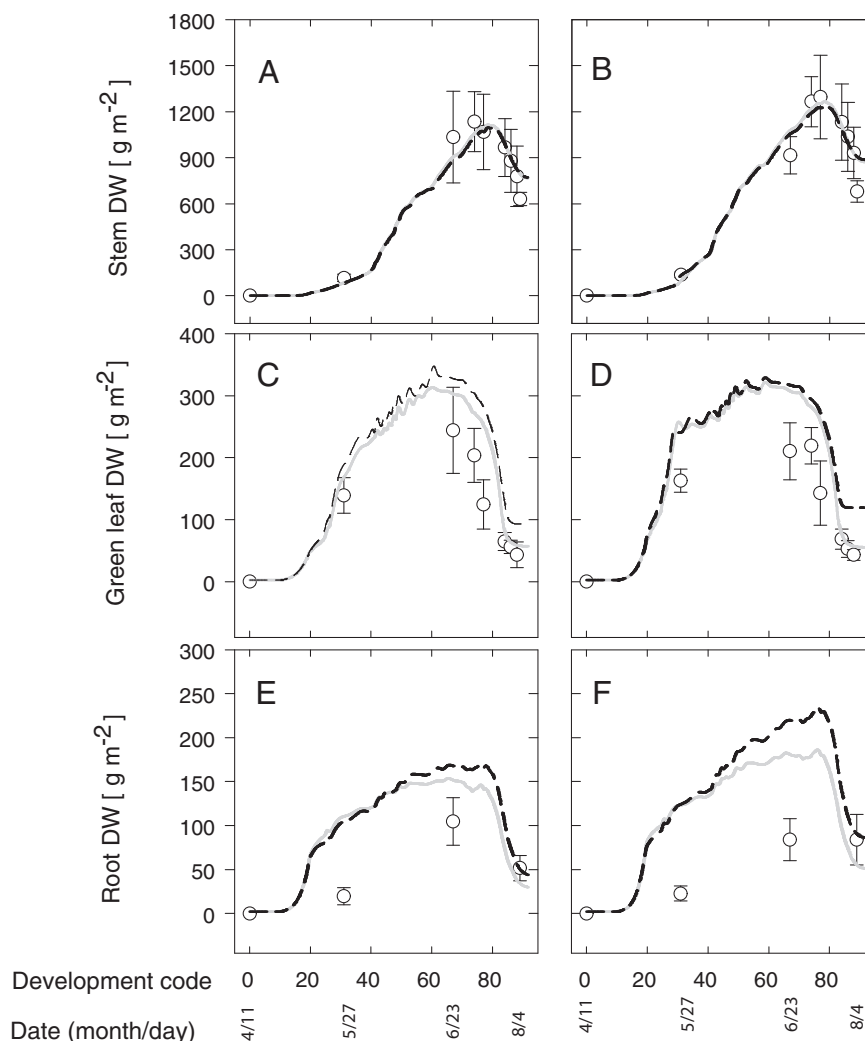 1800
1500
1200
900
600
300
0
Stem DW [ g m-2 ]
A
B
400
300
200
100
0
Green leaf DW [ g m-2 ]
C
D
300
250
200
150
100
50
0
Root DW [ g m-2 ]
E
F
Development code 0 20 40 60 80 0 20 40 60 80
Date (month/day) 4/11 5/27 6/23 8/4 4/11 5/27 6/23 8/4